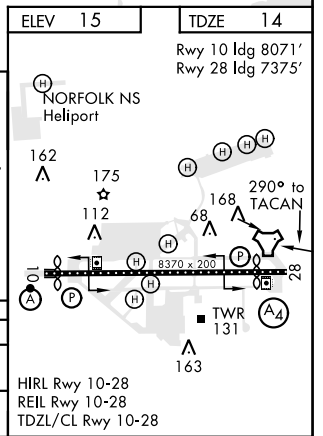 ELEV 15
TDZE 14
Rwy 10 ldg 8071'
Rwy 28 ldg 7375'
H
NORFOLK NS
Heliport
H
H
H
H
162
175
290° to
TACAN
168
68
112
H
P
8370 x 200
H
H
H
10
28
A
P
TWR
131
A4
163
HIRL Rwy 10-28
REIL Rwy 10-28
TDZL/CL Rwy 10-28